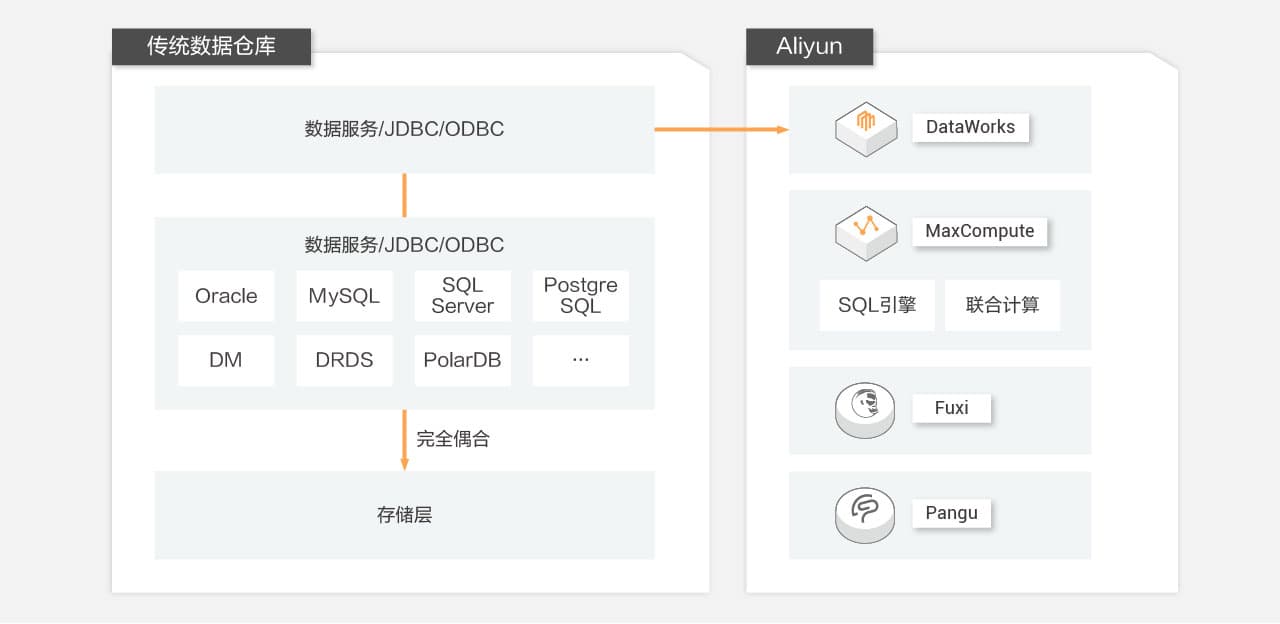 传统数据仓库
数据服务/JDBC/ODBC
数据服务/JDBC/ODBC
Oracle
MySQL
SQL
Server
Postgre
SQL
DM
DRDS
PolarDB
...
完全偶合
存储层
Aliyun
DataWorks
MaxCompute
SQL引擎
联合计算
Fuxi
Pangu